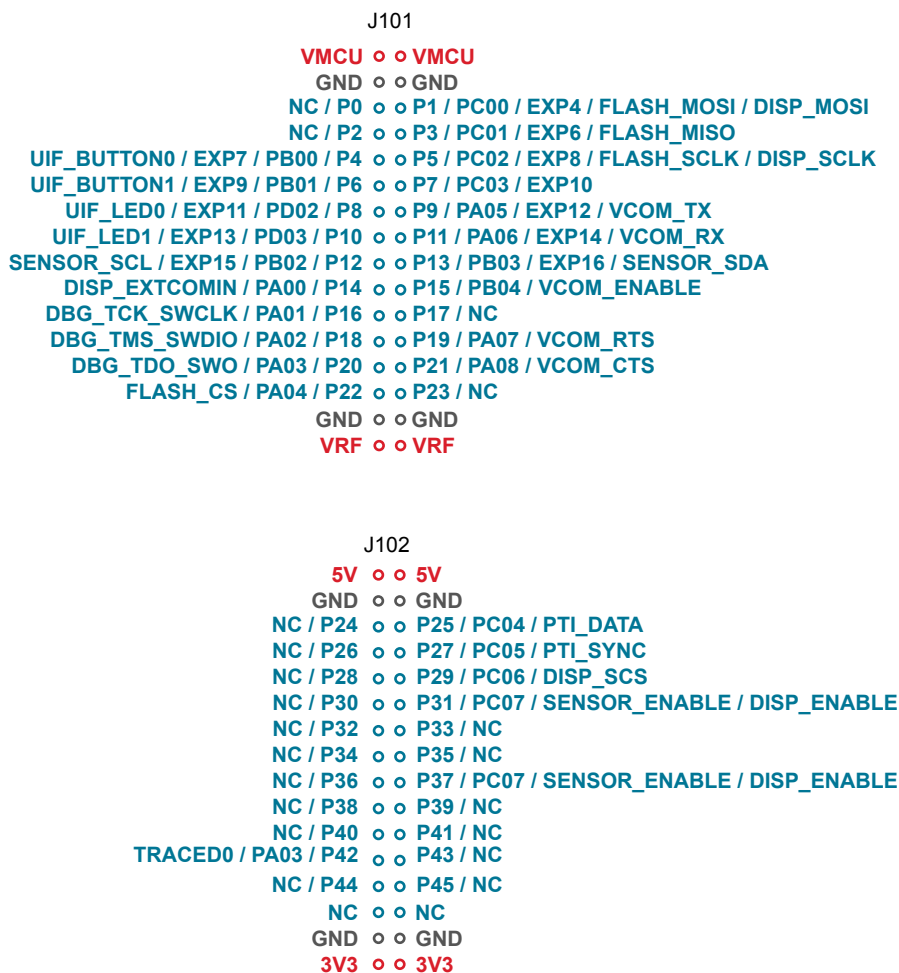 J101
VMCU VMCU
GND GND
NC / P0 P1 / PC00 / EXP4 / FLASH_MOSI / DISP_MOSI
NC / P2 P3 / PC01 / EXP6 / FLASH_MISO
UIF_BUTTON0 / EXP7 / PB00 / P4 P5 / PC02 / EXP8 / FLASH_SCLK / DISP_SCLK
UIF_BUTTON1 / EXP9 / PB01 / P6 P7 / PC03 / EXP10
UIF_LED0 / EXP11 / PD02 / P8 P9 / PA05 / EXP12 / VCOM_TX
UIF_LED1 / EXP13 / PD03 / P10 P11 / PA06 / EXP14 / VCOM_RX
SENSOR_SCL / EXP15 / PB02 / P12 P13 / PB03 / EXP16 / SENSOR_SDA
DISP_EXTCOMIN / PA00 / P14 P15 / PB04 / VCOM_ENABLE
DBG_TCK_SWCLK / PA01 / P16 P17 / NC
DBG_TMS_SWDIO / PA02 / P18 P19 / PA07 / VCOM_RTS
DBG_TDO_SWO / PA03 / P20 P21 / PA08 / VCOM_CTS
FLASH_CS / PA04 / P22 P23 / NC
GND GND
VRF VRF
J102
5V 5V
GND GND
NC / P24 P25 / PC04 / PTI_DATA
NC / P26 P27 / PC05 / PTI_SYNC
NC / P28 P29 / PC06 / DISP_SCS
NC / P30 P31 / PC07 / SENSOR_ENABLE / DISP_ENABLE
NC / P32 P33 / NC
NC / P34 P35 / NC
NC / P36 P37 / PC07 / SENSOR_ENABLE / DISP_ENABLE
NC / P38 P39 / NC
NC / P40 P41 / NC
TRACED0 / PA03 / P42 P43 / NC
NC / P44 P45 / NC
NC NC
GND GND
3V3 3V3